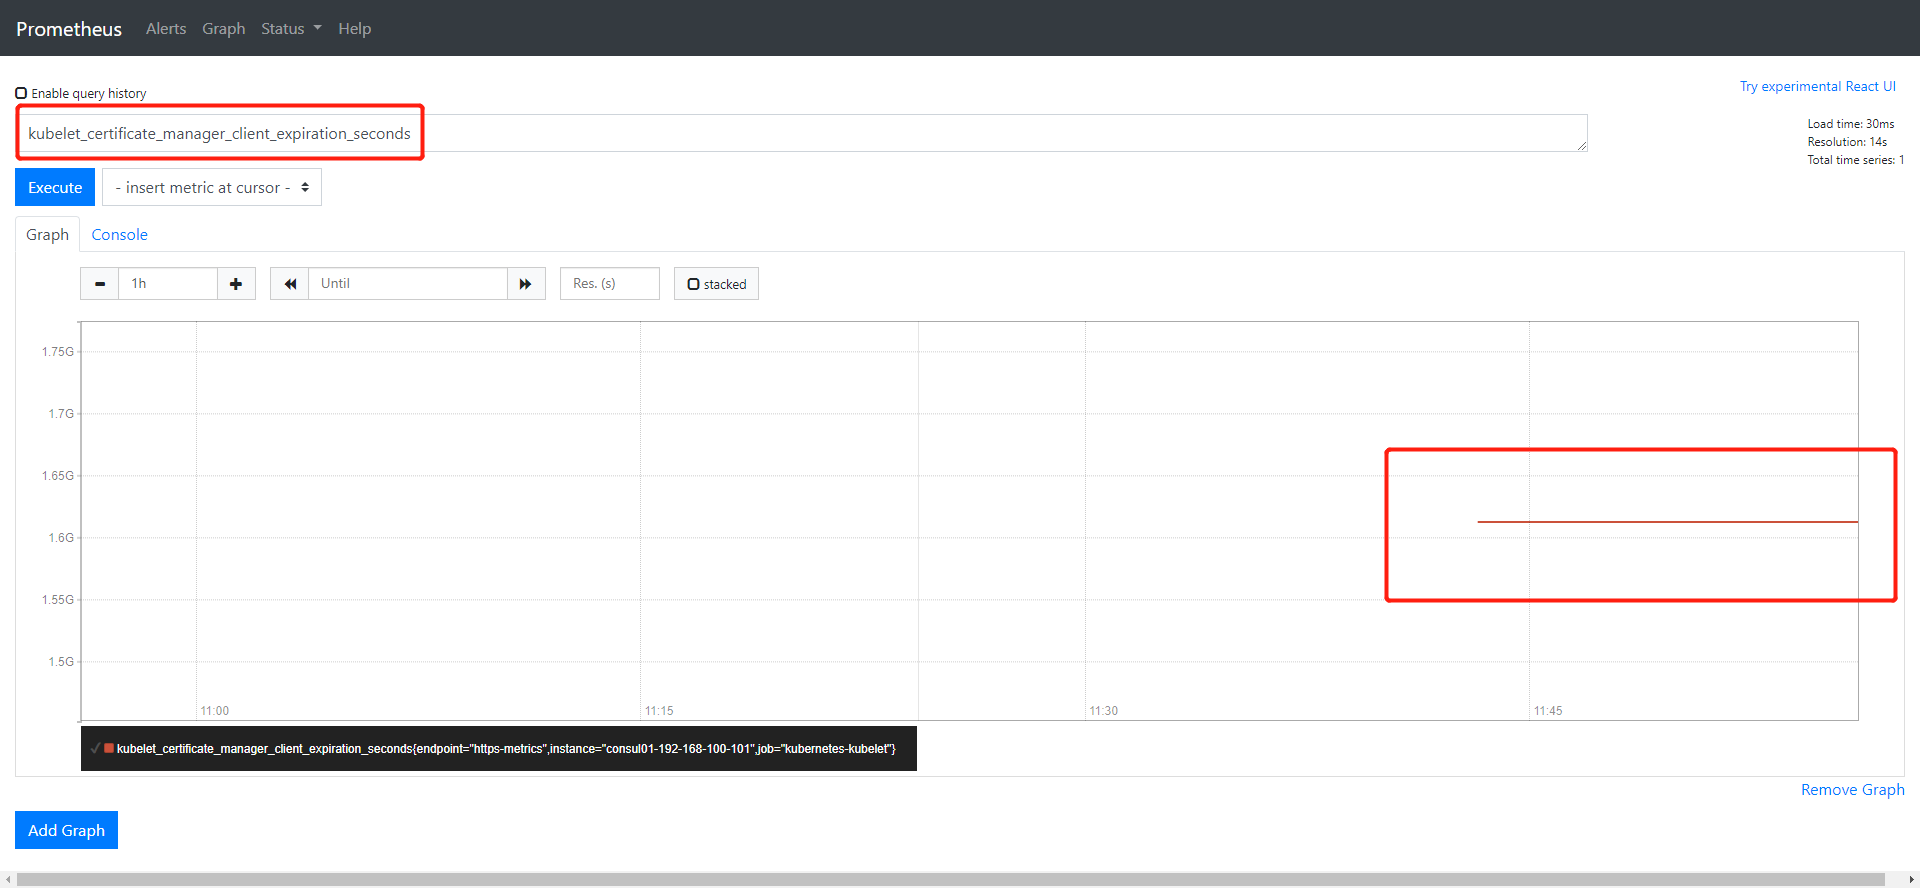 Prometheus Alerts Graph Status Help
Enable query history
Try experimental React UI
kubelet_certificate_manager_client_expiration_seconds
Load time: 30ms
Resolution: 14s
Total time series: 1
Execute - insert metric at cursor -
Graph Console
1h Until Res. (s) stacked
1.75G
1.7G
1.65G
1.6G
1.55G
1.5G
11:00 11:15 11:30 11:45
kubelet_certificate_manager_client_expiration_seconds{endpoint="https-metrics",instance="consul01-192-168-100-101",job="kubernetes-kubelet"}
Remove Graph
Add Graph